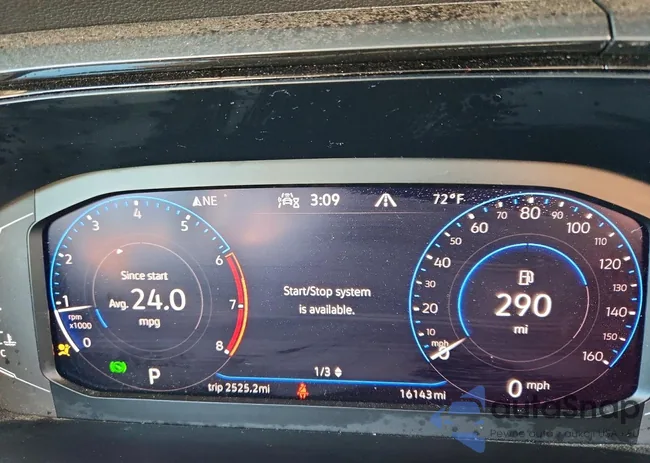 NE 3:09 72°F
Since start
Avg. 24.0
mpg
0 1 2 3 4 5 6 7 8
rpm
x1000
Start/Stop system
is available.
1/3
P
trip 2525.2mi
16143 mi
0 10 20 30 40 50 60 70 80 90 100 110 120 130 140 150 160
mph
290
mi
0 mph
C
autoSnap